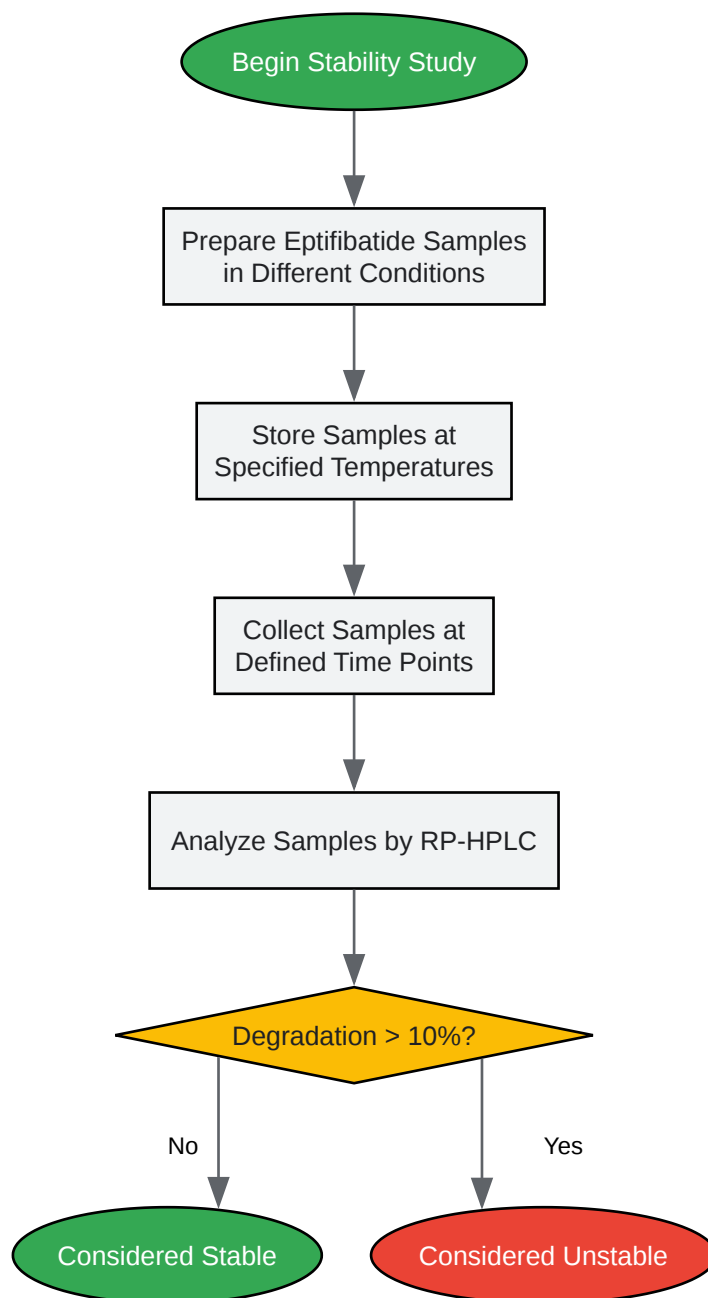 Begin Stability Study
Prepare Eptifibatide Samples
in Different Conditions
Store Samples at
Specified Temperatures
Collect Samples at
Defined Time Points
Analyze Samples by RP-HPLC
Degradation > 10%?
No
Yes
Considered Stable
Considered Unstable